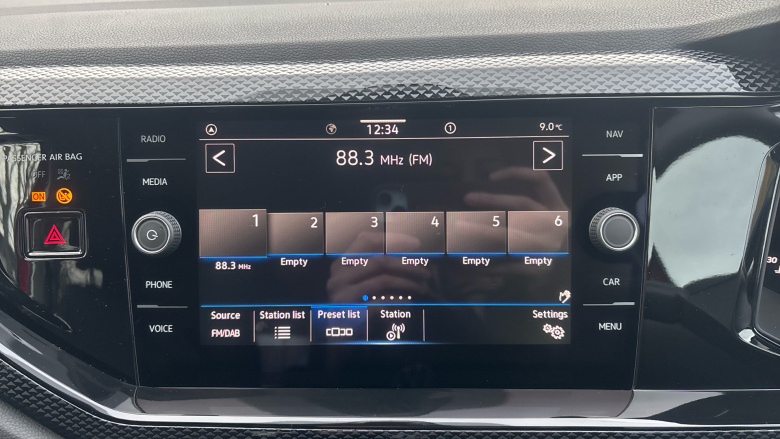 PASSENGER AIR BAG
OFF
ON
RADIO
MEDIA
PHONE
VOICE
12:34
1
9.0°C
<
88.3 MHz (FM)
>
1 2 3 4 5 6
88.3 MHz Empty Empty Empty Empty Empty
Source Station list Preset list Station Settings
FM/DAB
NAV
APP
CAR
MENU
30